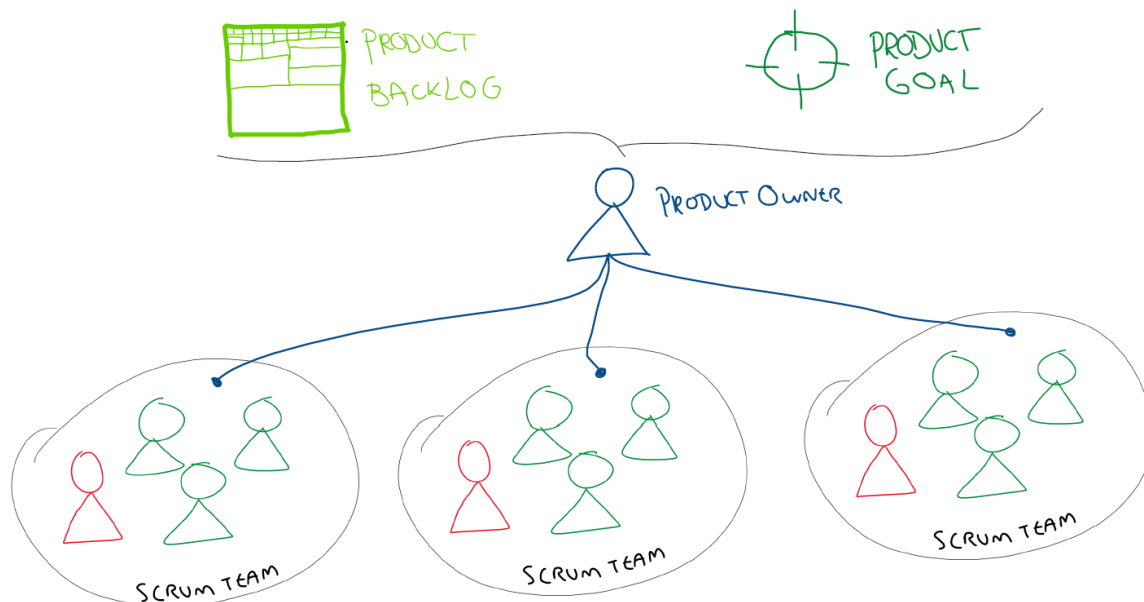 PRODUCT
BACKLOG
PRODUCT
GOAL
PRODUCT OWNER
SCRUM TEAM
SCRUM TEAM
SCRUM TEAM